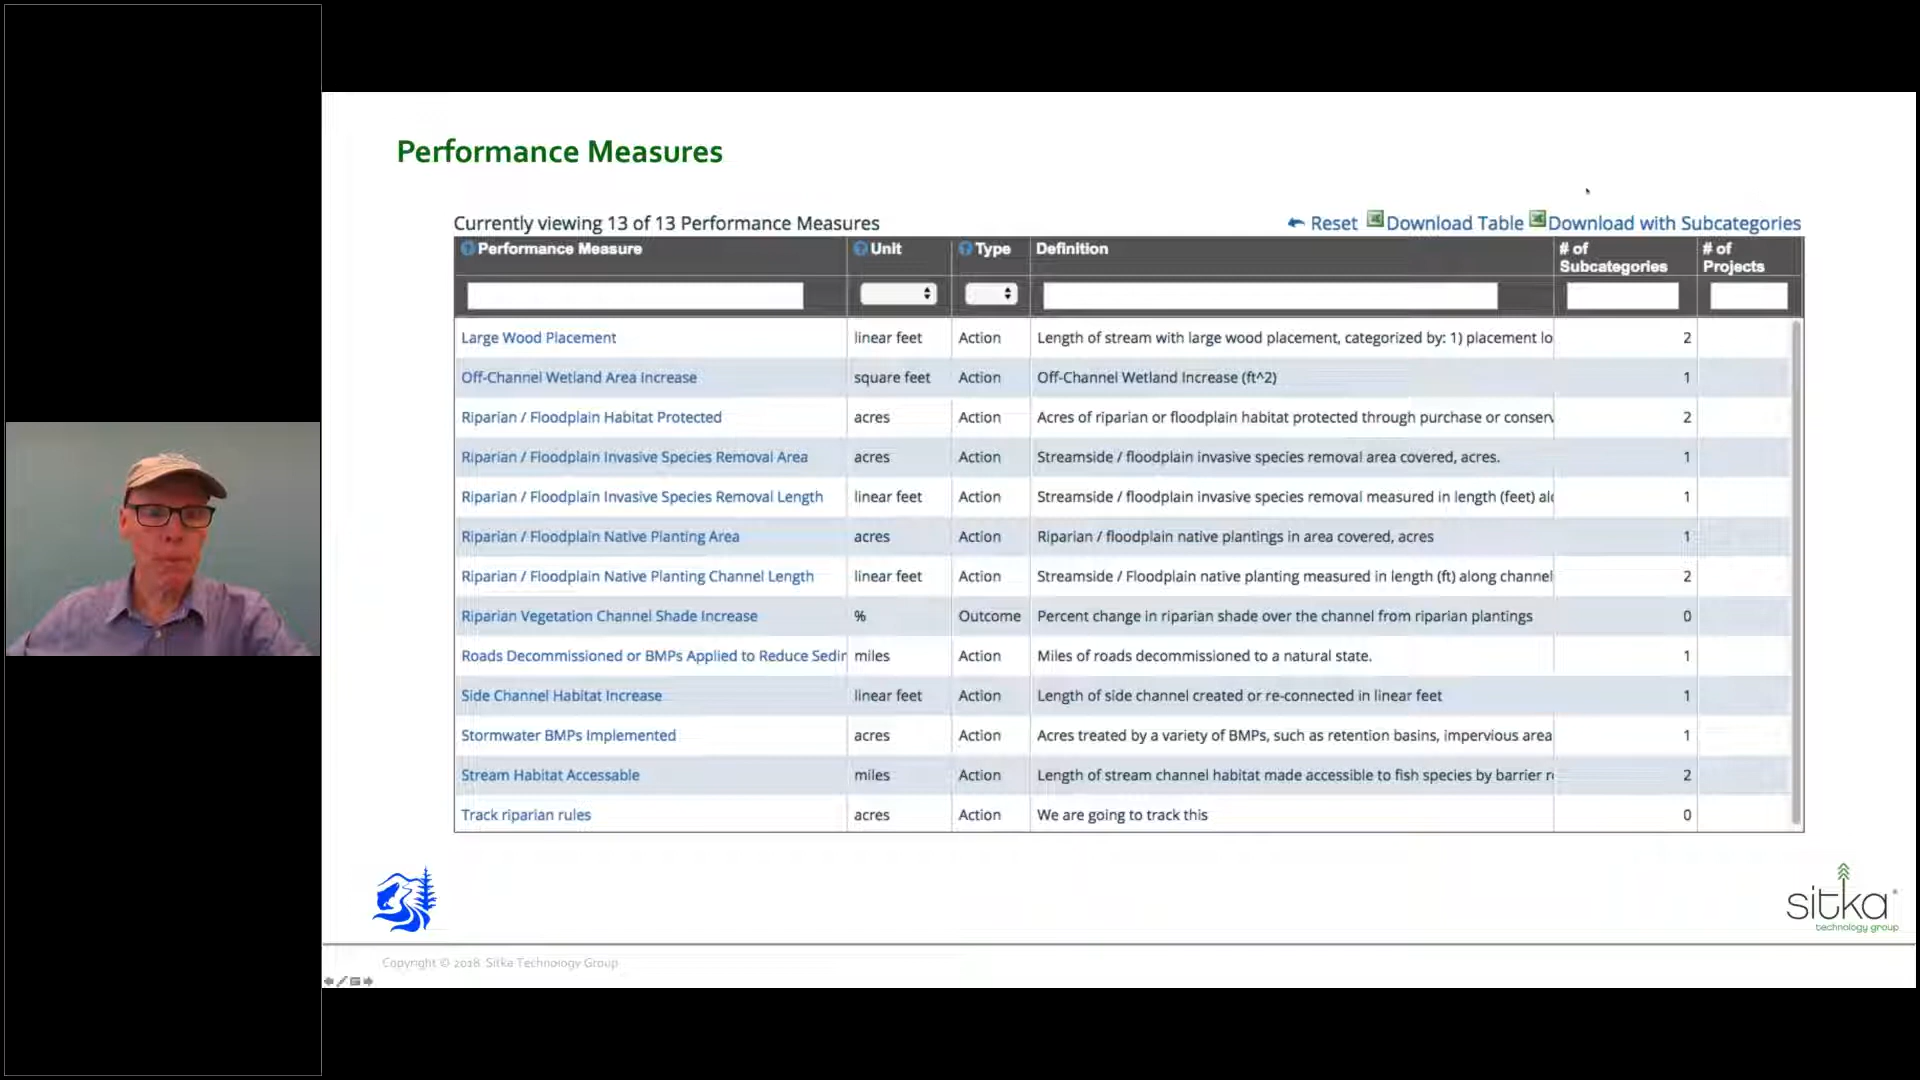 Performance Measures
Currently viewing 13 of 13 Performance Measures Reset Download Table Download with Subcategories
Performance Measure Unit Type Definition # of Subcategories # of Projects
Large Wood Placement linear feet Action Length of stream with large wood placement, categorized by: 1) placement lo 2
Off-Channel Wetland Area Increase square feet Action Off-Channel Wetland Increase (ft^2) 1
Riparian / Floodplain Habitat Protected acres Action Acres of riparian or floodplain habitat protected through purchase or conserv 2
Riparian / Floodplain Invasive Species Removal Area acres Action Streamside / floodplain invasive species removal area covered, acres. 1
Riparian / Floodplain Invasive Species Removal Length linear feet Action Streamside / floodplain invasive species removal measured in length (feet) alo 1
Riparian / Floodplain Native Planting Area acres Action Riparian / floodplain native plantings in area covered, acres 1
Riparian / Floodplain Native Planting Channel Length linear feet Action Streamside / Floodplain native planting measured in length (ft) along channel 2
Riparian Vegetation Channel Shade Increase % Outcome Percent change in riparian shade over the channel from riparian plantings 0
Roads Decommissioned or BMPs Applied to Reduce Sedir miles Action Miles of roads decommissioned to a natural state. 1
Side Channel Habitat Increase linear feet Action Length of side channel created or re-connected in linear feet 1
Stormwater BMPs Implemented acres Action Acres treated by a variety of BMPs, such as retention basins, impervious area 1
Stream Habitat Accessable miles Action Length of stream channel habitat made accessible to fish species by barrier r 2
Track riparian rules acres Action We are going to track this 0
sitka
technology group
Copyright © 2018 Sitka Technology Group